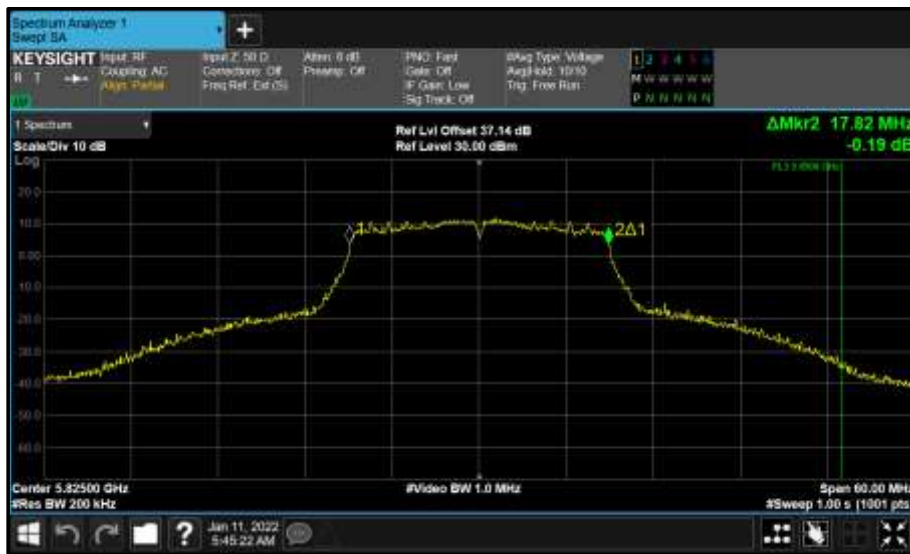 Spectrum Analyzer 1
Swept SA
+
KEYSIGHT
R T
Input: RF
Coupling: AC
Align: Partial
Input Z: 50 Ω
Corrections: Off
Freq Ref: Ext (S)
Atten: 8 dB
Preamp: Off
PNO: Fast
Gate: Off
IF Gain: Low
Sig Track: Off
#Avg Type: Voltage
Avg|Hold: 10/10
Trig: Free Run
1 2 3 4 5 6
M W W W W W
P N N N N N
1 Spectrum
Scale/Div 10 dB
Log
Ref Lvl Offset 37.14 dB
Ref Level 30.00 dBm
ΔMkr2 17.82 MHz
-0.19 dB
20.0
10.0
0.00
-10.0
-20.0
-30.0
-40.0
1
2Δ1
Center 5.82500 GHz
#Res BW 200 kHz
#Video BW 1.0 MHz
Span 60.00 MHz
#Sweep 1.00 s (1001 pts)
?
Jan 11, 2022
5:45:22 AM